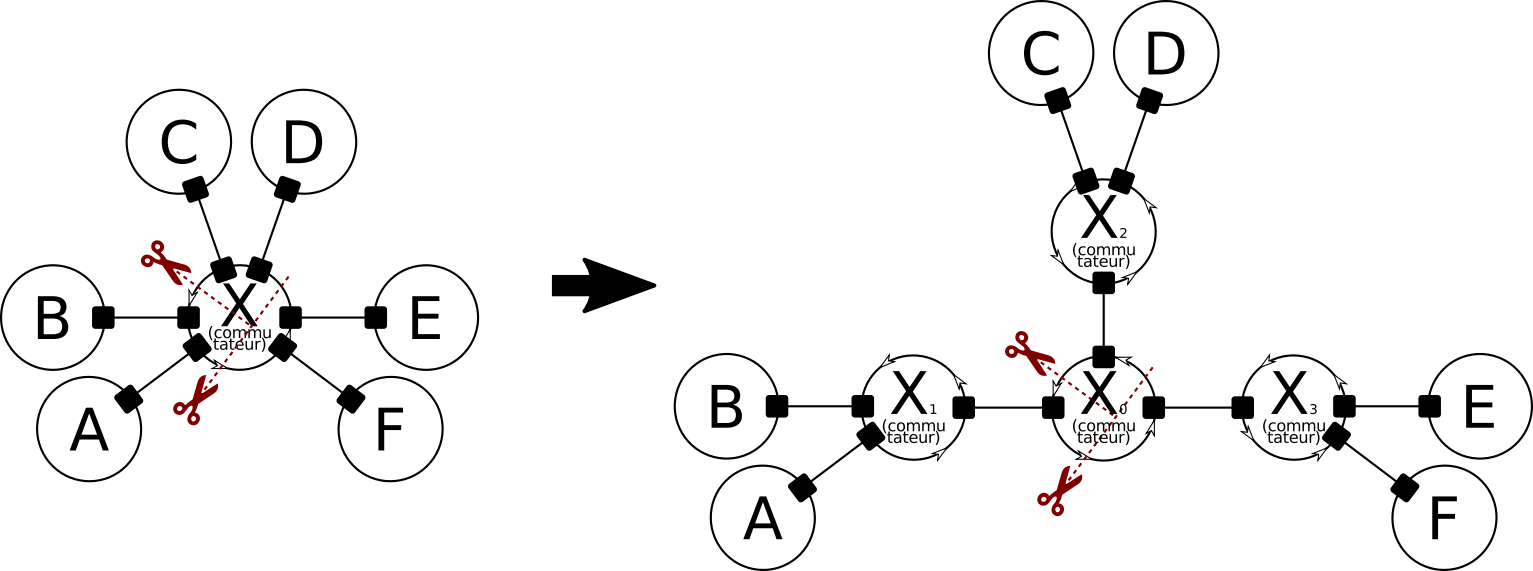 C D
B X E
(commu
tateur)
A F
C D
X2
(commu
tateur)
B X1 X0 X3 E
(commu (commu (commu
tateur) tateur) tateur)
A F